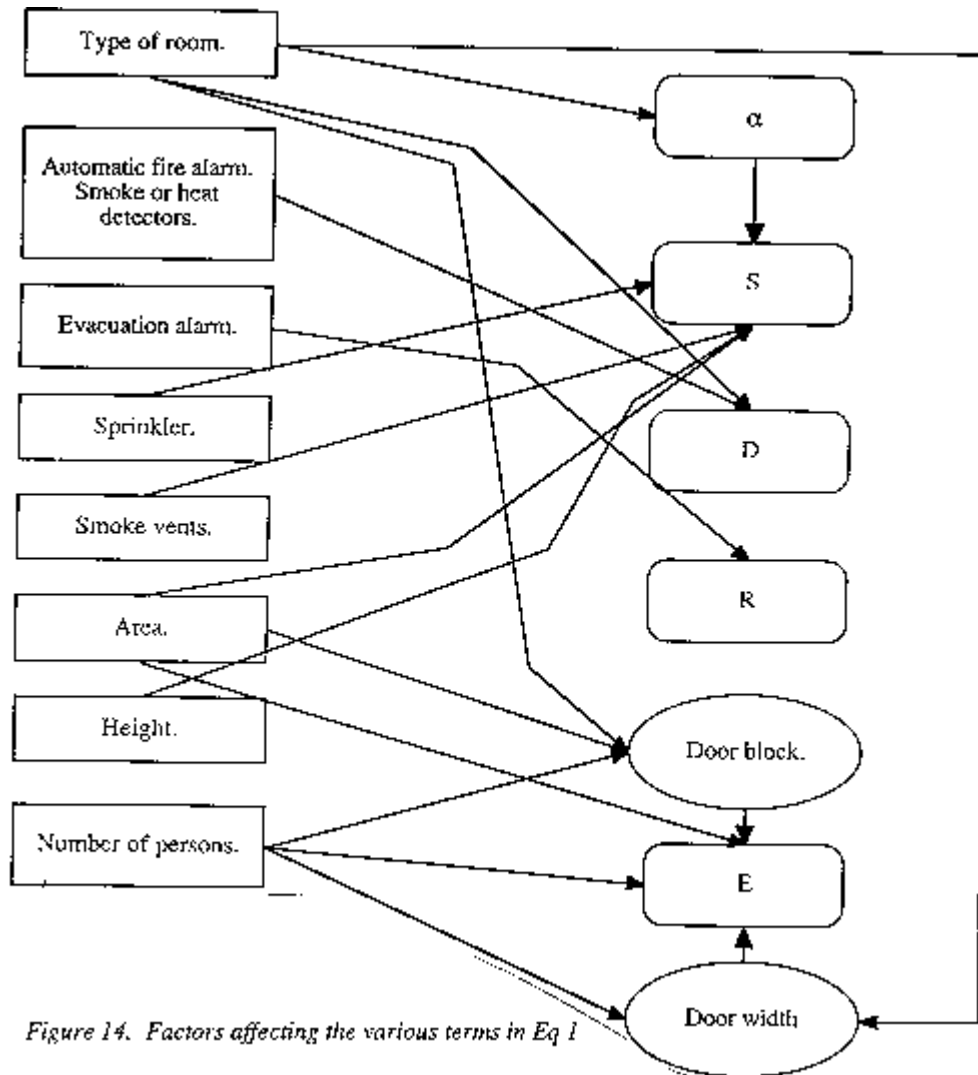 Type of room.
α
Automatic fire alarm.
Smoke or heat
detectors.
S
Evacuation alarm.
Sprinkler.
D
Smoke vents.
R
Area.
Height.
Door block.
Number of persons.
E
Door width
Figure 14. Factors affecting the various terms in Eq 1